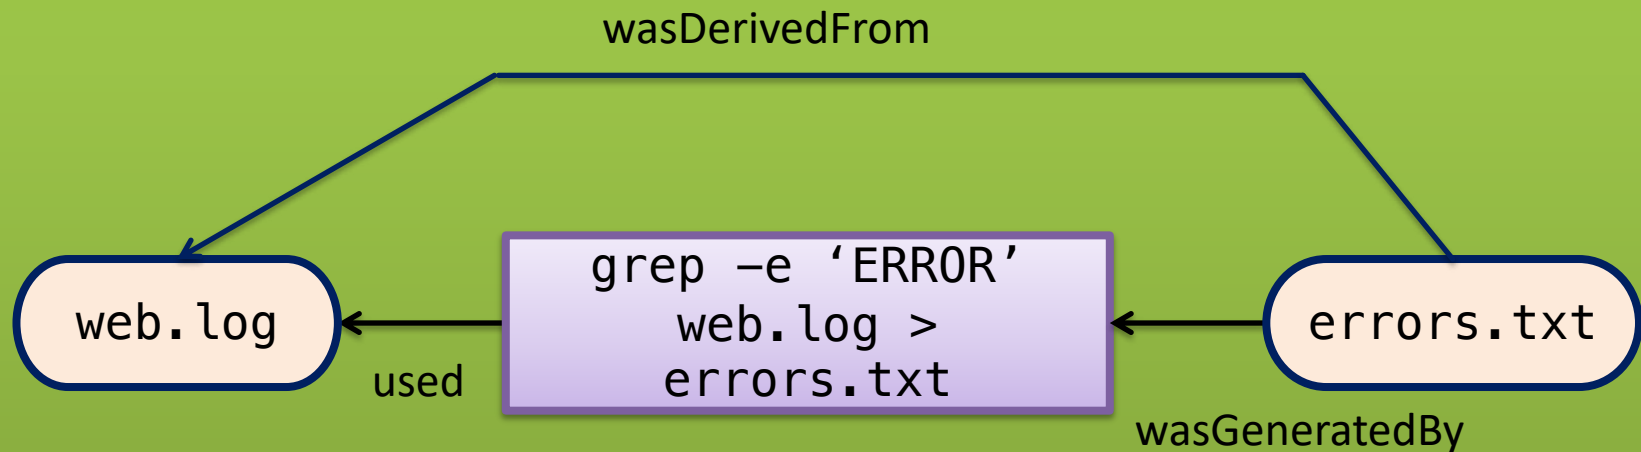 wasDerivedFrom
grep –e ‘ERROR’
web.log >
errors.txt
web.log
errors.txt
used
wasGeneratedBy